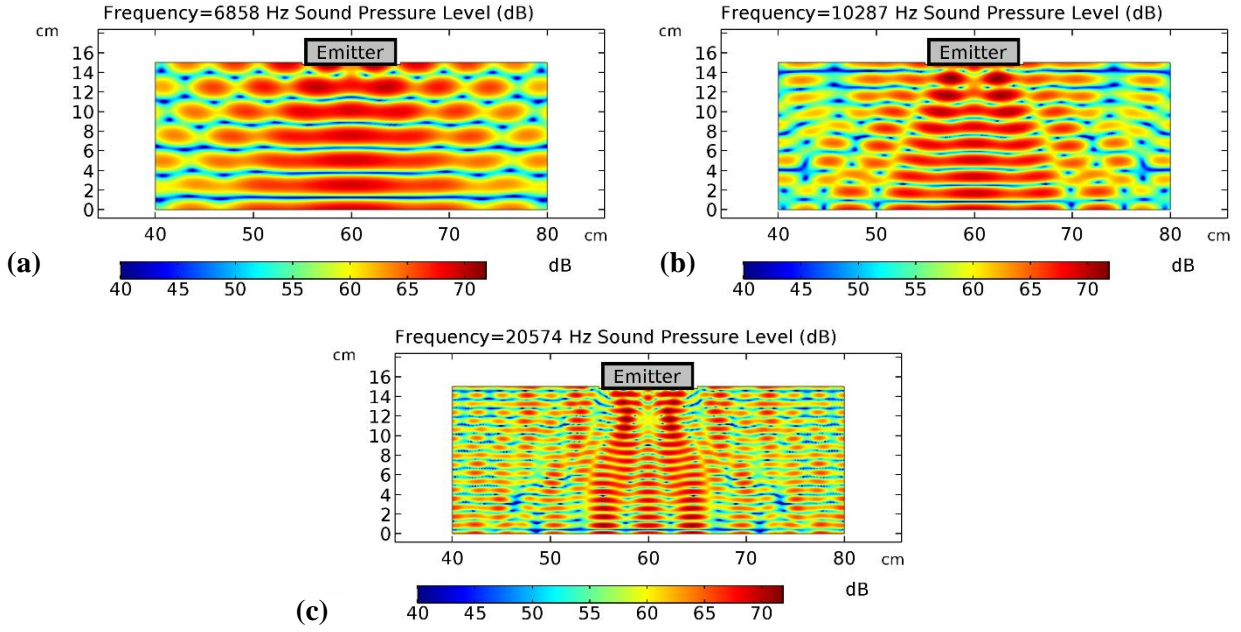 Frequency=6858 Hz Sound Pressure Level (dB)
cm
16
14
12
10
8
6
4
2
0
Emitter
40 50 60 70 80 cm
(a)
dB
40 45 50 55 60 65 70
Frequency=10287 Hz Sound Pressure Level (dB)
cm
16
14
12
10
8
6
4
2
0
Emitter
40 50 60 70 80 cm
(b)
dB
40 45 50 55 60 65 70
Frequency=20574 Hz Sound Pressure Level (dB)
cm
16
14
12
10
8
6
4
2
0
Emitter
40 50 60 70 80 cm
(c)
dB
40 45 50 55 60 65 70